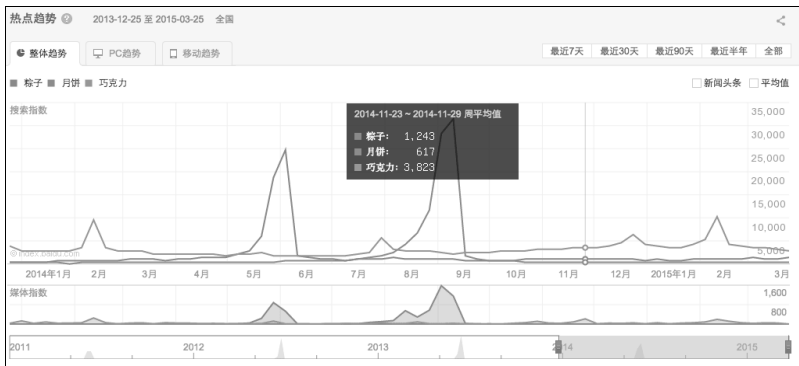 热点趋势 ? 2013-12-25 至 2015-03-25 全国
整体趋势 PC趋势 移动趋势 最近7天 最近30天 最近90天 最近半年 全部
粽子 月饼 巧克力 新闻头条 平均值
搜索指数
2014-11-23 ~ 2014-11-29 周平均值
粽子: 1,243
月饼: 617
巧克力: 3,823
35,000
30,000
25,000
20,000
15,000
10,000
5,000
© index.baidu.com
2014年1月 2月 3月 4月 5月 6月 7月 8月 9月 10月 11月 12月 2015年1月 2月 3月
媒体指数
1,600
800
2011 2012 2013 2014 2015